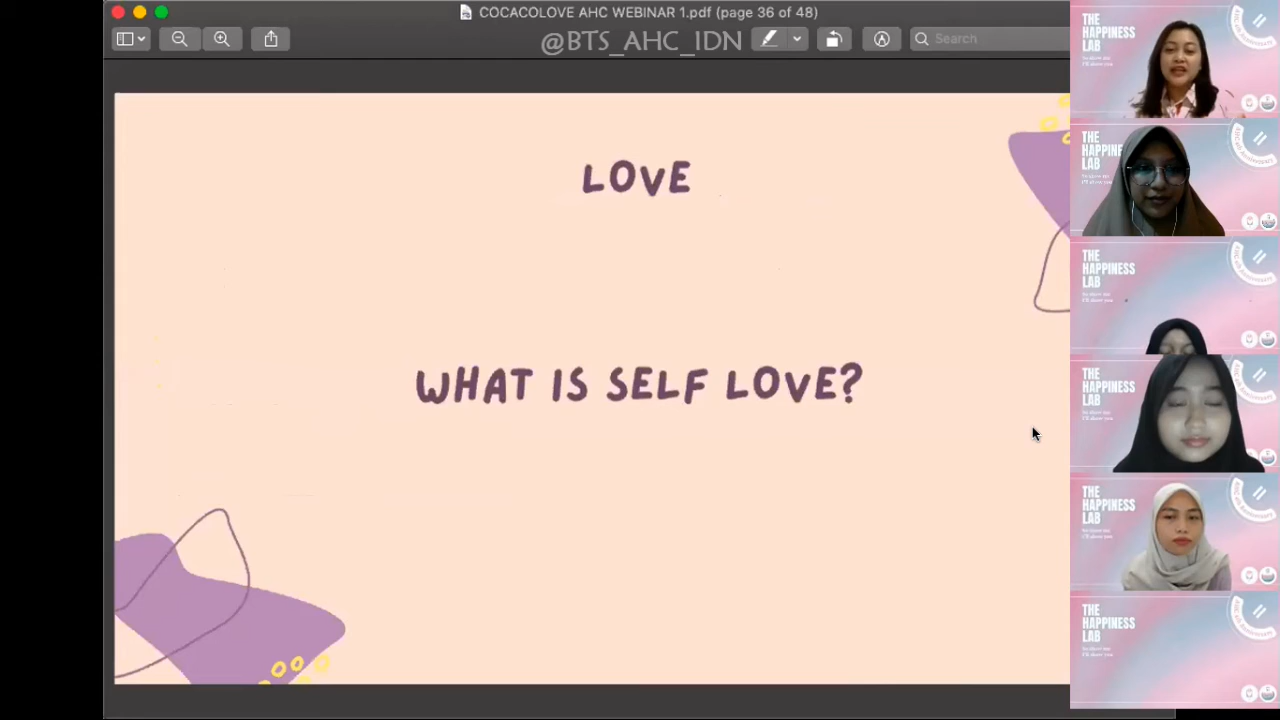 COCACOLOVE AHC WEBINAR 1.pdf (page 36 of 48)
@BTS_AHC_IDN
Search
LOVE
WHAT IS SELF LOVE?
THE
HAPPINESS
LAB
THE
HAPPINESS
LAB
THE
HAPPINESS
LAB
THE
HAPPINESS
LAB
THE
HAPPINESS
LAB
THE
HAPPINESS
LAB